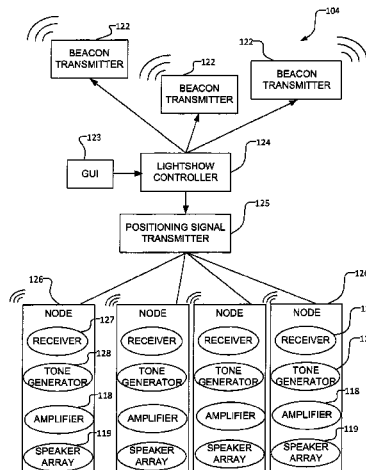 122
104
BEACON
TRANSMITTER
122
BEACON
TRANSMITTER
122
BEACON
TRANSMITTER
123
GUI
124
LIGHTSHOW
CONTROLLER
125
POSITIONING SIGNAL
TRANSMITTER
126
126
NODE
NODE
NODE
NODE
127
RECEIVER
RECEIVER
RECEIVER
RECEIVER
128
TONE
GENERATOR
TONE
GENERATOR
TONE
GENERATOR
TONE
GENERATOR
118
118
AMPLIFIER
AMPLIFIER
AMPLIFIER
AMPLIFIER
119
119
SPEAKER
ARRAY
SPEAKER
ARRAY
SPEAKER
ARRAY
SPEAKER
ARRAY